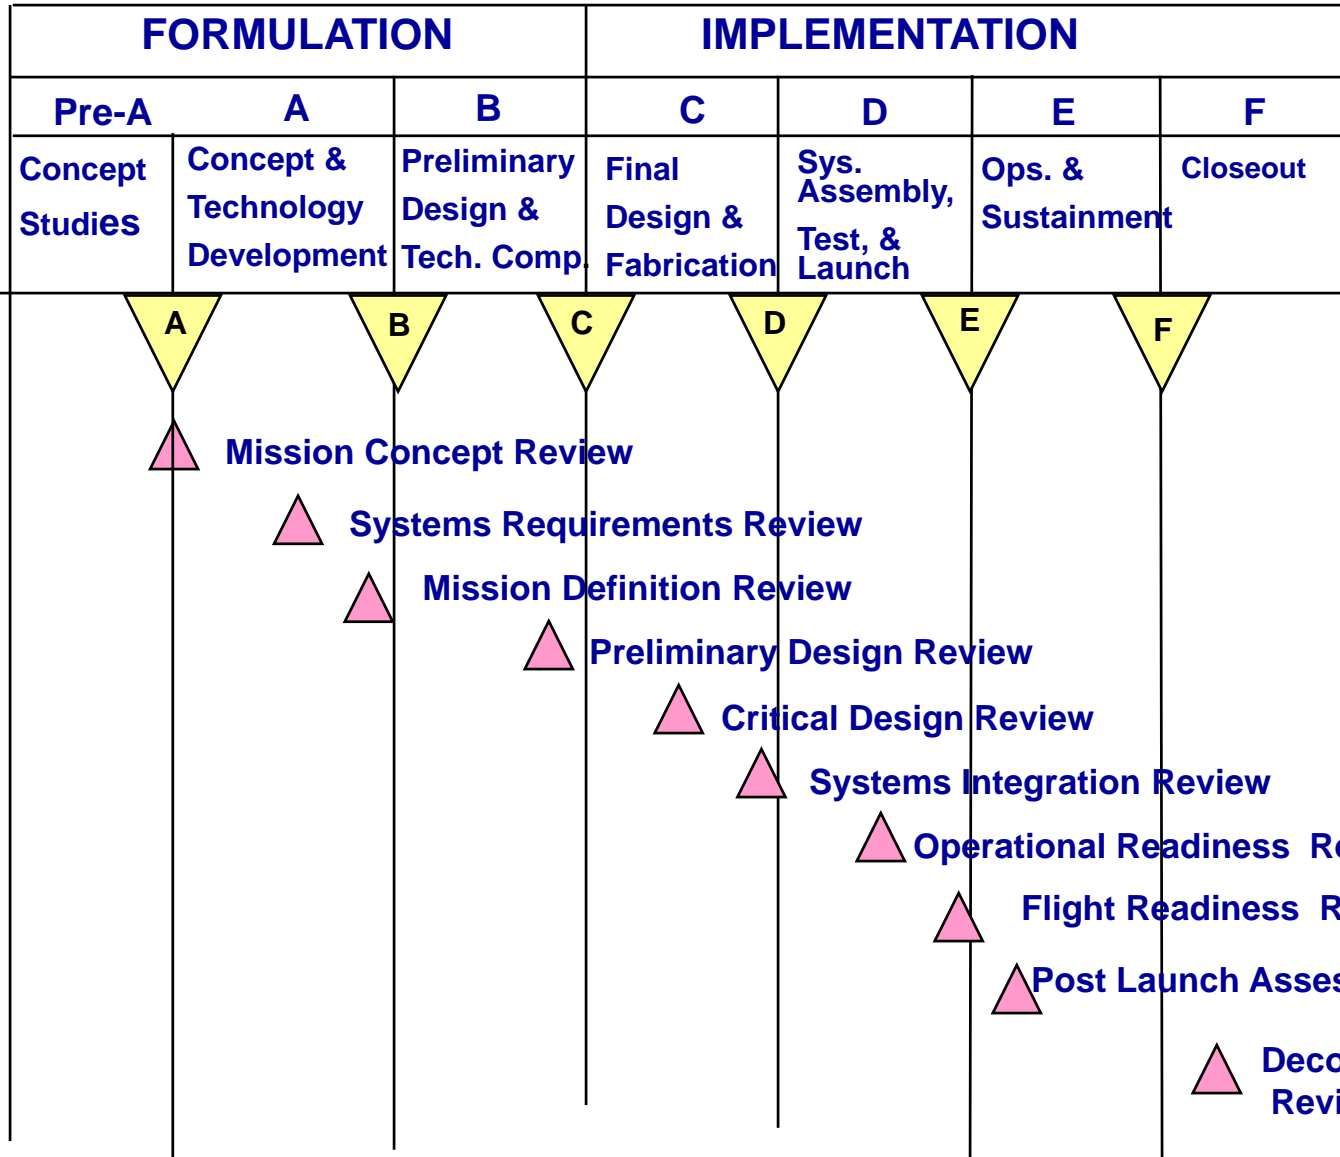 FORMULATION
IMPLEMENTATION
Pre-A
A
B
C
D
E
F
Concept
Studies
Concept &
Technology
Development
Preliminary
Design &
Tech. Comp.
Final
Design &
Fabrication
Sys.
Assembly,
Test, &
Launch
Ops. &
Sustainment
Closeout
A
B
C
D
E
F
Mission Concept Review
Systems Requirements Review
Mission Definition Review
Preliminary Design Review
Critical Design Review
Systems Integration Review
Operational Readiness
Flight Readiness
Post Launch